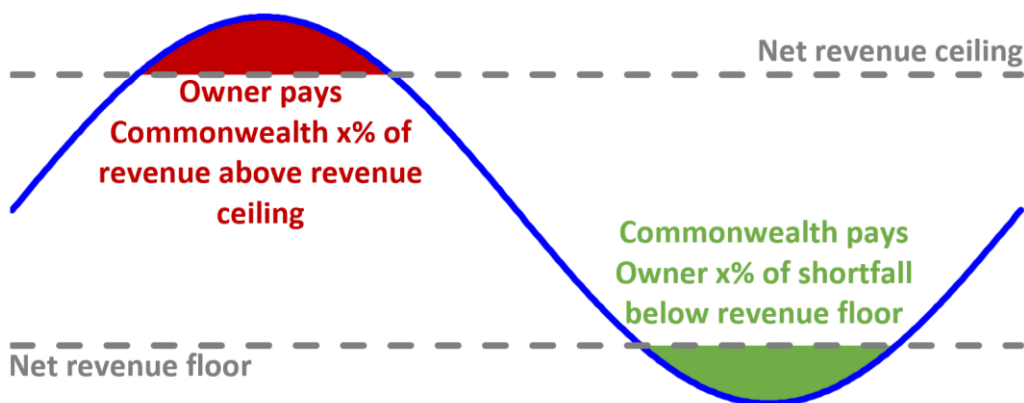 Net revenue ceiling
Owner pays
Commonwealth x% of
revenue above revenue
ceiling
Commonwealth pays
Owner x% of shortfall
below revenue floor
Net revenue floor